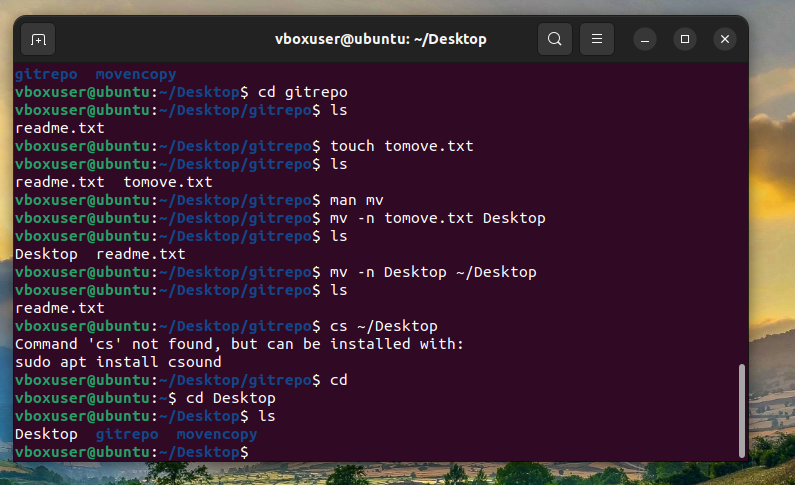 vboxuser@ubuntu: ~/Desktop
gitrepo  movencopy
vboxuser@ubuntu:~/Desktop$ cd gitrepo
vboxuser@ubuntu:~/Desktop/gitrepo$ ls
readme.txt
vboxuser@ubuntu:~/Desktop/gitrepo$ touch tomove.txt
vboxuser@ubuntu:~/Desktop/gitrepo$ ls
readme.txt  tomove.txt
vboxuser@ubuntu:~/Desktop/gitrepo$ man mv
vboxuser@ubuntu:~/Desktop/gitrepo$ mv -n tomove.txt Desktop
vboxuser@ubuntu:~/Desktop/gitrepo$ ls
Desktop  readme.txt
vboxuser@ubuntu:~/Desktop/gitrepo$ mv -n Desktop ~/Desktop
vboxuser@ubuntu:~/Desktop/gitrepo$ ls
readme.txt
vboxuser@ubuntu:~/Desktop/gitrepo$ cs ~/Desktop
Command 'cs' not found, but can be installed with:
sudo apt install csound
vboxuser@ubuntu:~/Desktop/gitrepo$ cd
vboxuser@ubuntu:~$ cd Desktop
vboxuser@ubuntu:~/Desktop$ ls
Desktop  gitrepo  movencopy
vboxuser@ubuntu:~/Desktop$